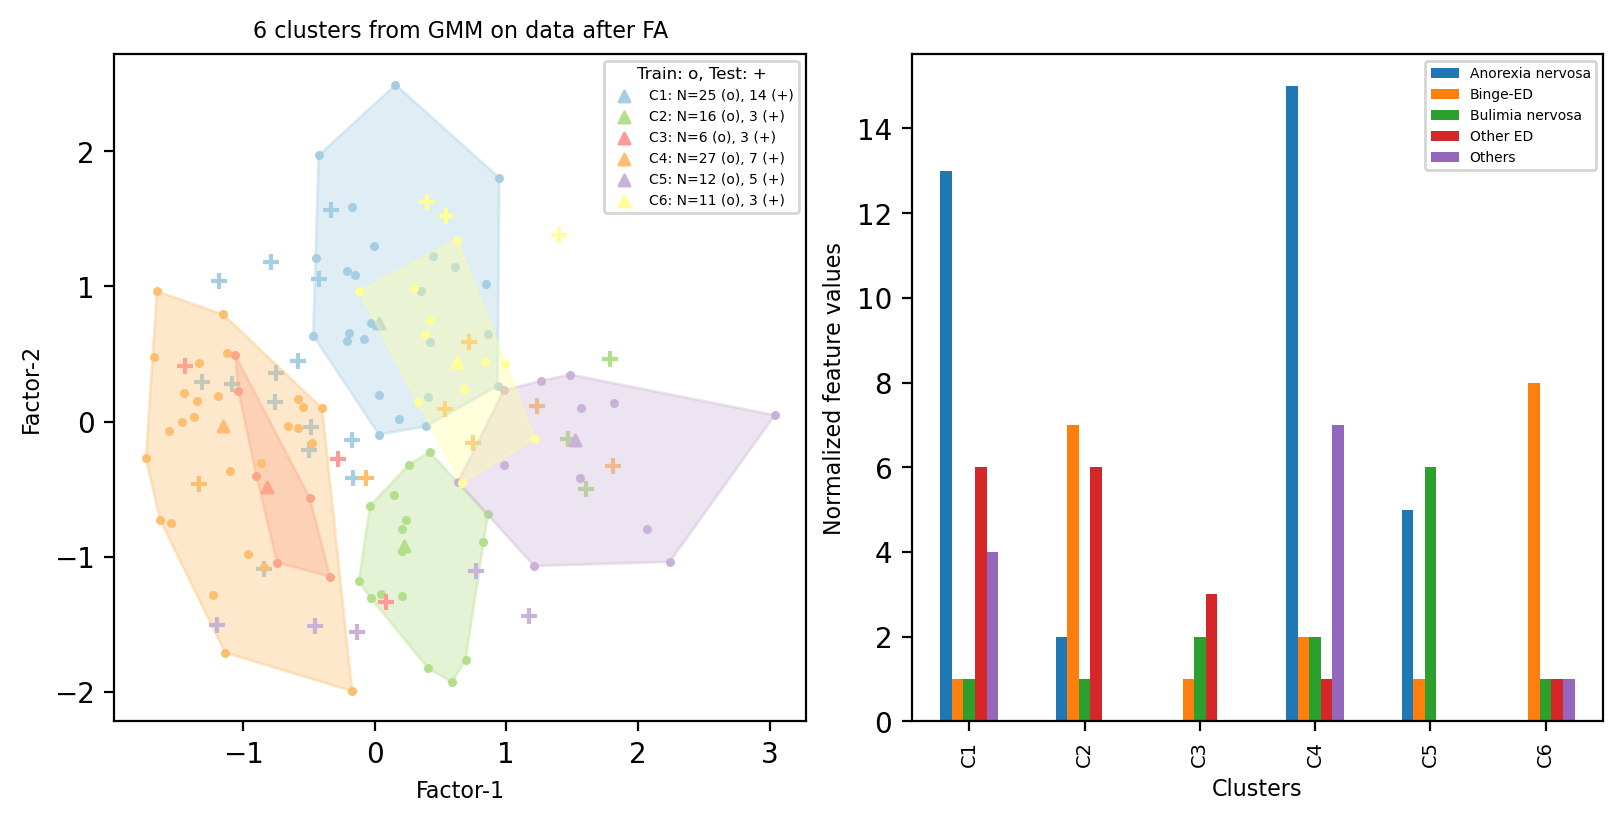 6 clusters from GMM on data after FA
Train: o, Test: +
C1: N=25 (o), 14 (+)
C2: N=16 (o), 3 (+)
C3: N=6 (o), 3 (+)
C4: N=27 (o), 7 (+)
C5: N=12 (o), 5 (+)
C6: N=11 (o), 3 (+)
Factor-2
2
1
0
−1
−2
−1 0 1 2 3
Factor-1
Anorexia nervosa
Binge-ED
Bulimia nervosa
Other ED
Others
Normalized feature values
14
12
10
8
6
4
2
0
C1 C2 C3 C4 C5 C6
Clusters